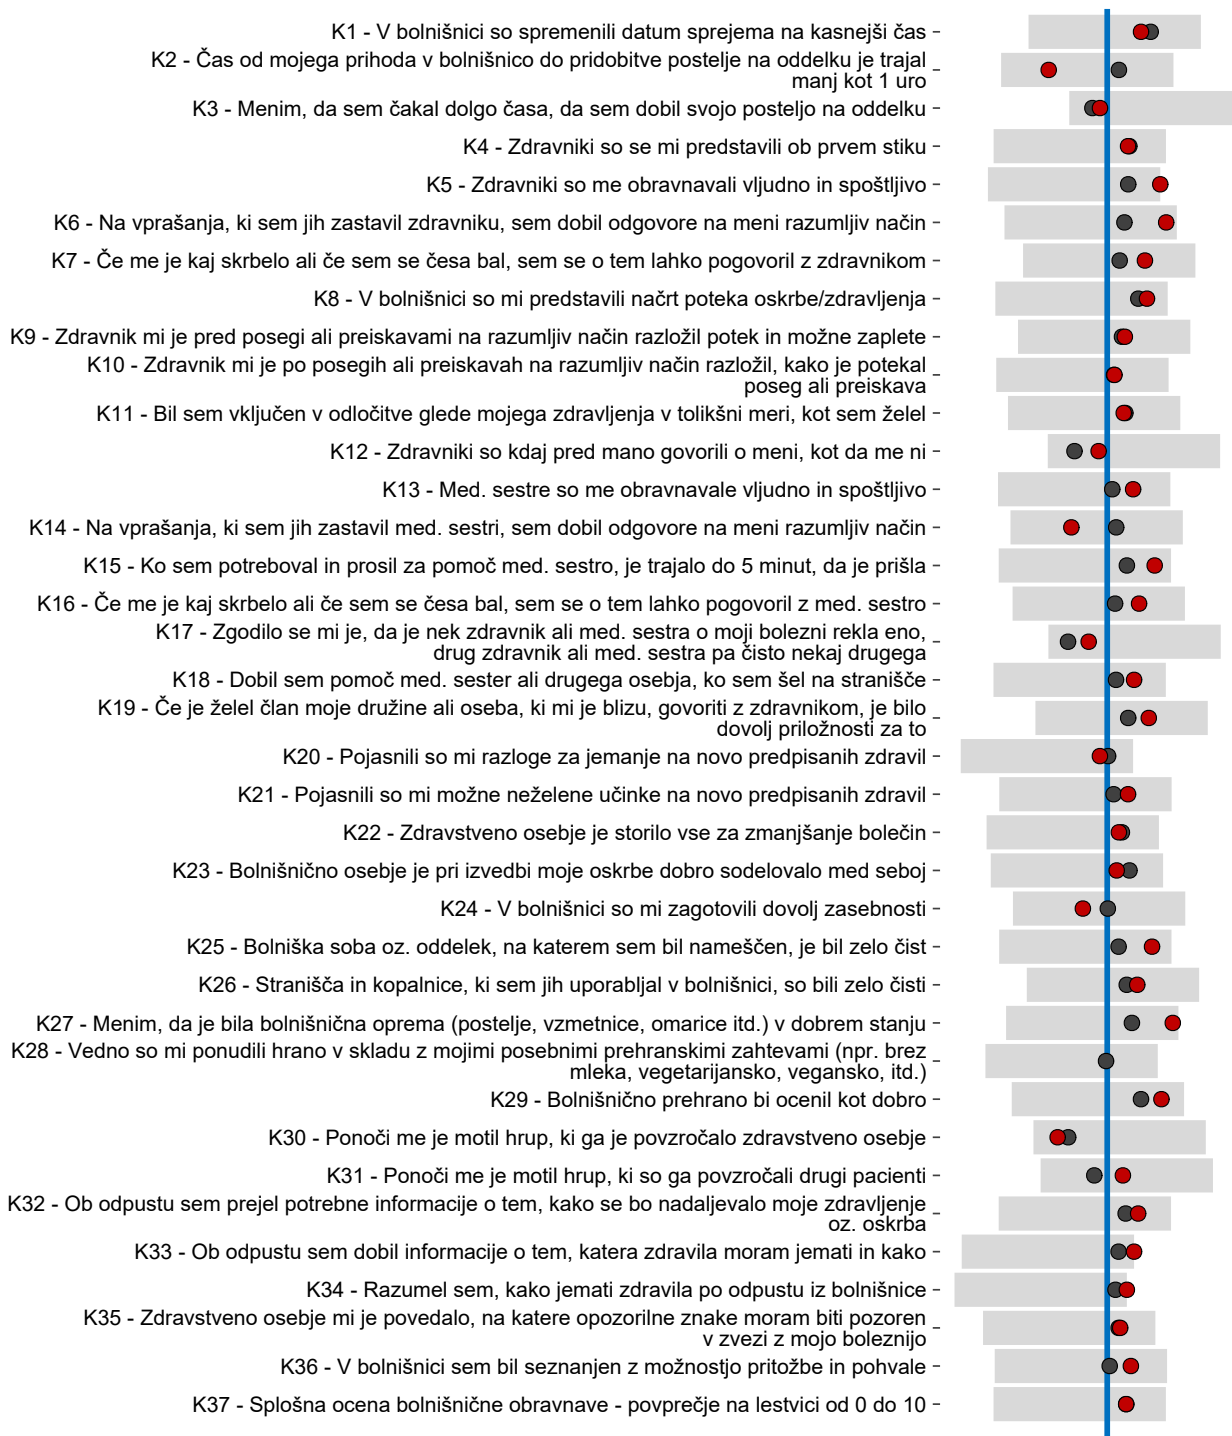 K1 - V bolnišnici so spremenili datum sprejema na kasnejši čas
K2 - Čas od mojega prihoda v bolnišnico do pridobitve postelje na oddelku je trajal
manj kot 1 uro
K3 - Menim, da sem čakal dolgo časa, da sem dobil svojo posteljo na oddelku
K4 - Zdravniki so se mi predstavili ob prvem stiku
K5 - Zdravniki so me obravnavali vljudno in spoštljivo
K6 - Na vprašanja, ki sem jih zastavil zdravniku, sem dobil odgovore na meni razumljiv način
K7 - Če me je kaj skrbelo ali če sem se česa bal, sem se o tem lahko pogovoril z zdravnikom
K8 - V bolnišnici so mi predstavili načrt poteka oskrbe/zdravljenja
K9 - Zdravnik mi je pred posegi ali preiskavami na razumljiv način razložil potek in možne zaplete
K10 - Zdravnik mi je po posegih ali preiskavah na razumljiv način razložil, kako je potekal
poseg ali preiskava
K11 - Bil sem vključen v odločitve glede mojega zdravljenja v tolikšni meri, kot sem želel
K12 - Zdravniki so kdaj pred mano govorili o meni, kot da me ni
K13 - Med. sestre so me obravnavale vljudno in spoštljivo
K14 - Na vprašanja, ki sem jih zastavil med. sestri, sem dobil odgovore na meni razumljiv način
K15 - Ko sem potreboval in prosil za pomoč med. sestro, je trajalo do 5 minut, da je prišla
K16 - Če me je kaj skrbelo ali če sem se česa bal, sem se o tem lahko pogovoril z med. sestro
K17 - Zgodilo se mi je, da je nek zdravnik ali med. sestra o moji bolezni rekla eno,
drug zdravnik ali med. sestra pa čisto nekaj drugega
K18 - Dobil sem pomoč med. sester ali drugega osebja, ko sem šel na stranišče
K19 - Če je želel član moje družine ali oseba, ki mi je blizu, govoriti z zdravnikom, je bilo
dovolj priložnosti za to
K20 - Pojasnili so mi razloge za jemanje na novo predpisanih zdravil
K21 - Pojasnili so mi možne neželene učinke na novo predpisanih zdravil
K22 - Zdravstveno osebje je storilo vse za zmanjšanje bolečin
K23 - Bolnišnično osebje je pri izvedbi moje oskrbe dobro sodelovalo med seboj
K24 - V bolnišnici so mi zagotovili dovolj zasebnosti
K25 - Bolniška soba oz. oddelek, na katerem sem bil nameščen, je bil zelo čist
K26 - Stranišča in kopalnice, ki sem jih uporabljal v bolnišnici, so bili zelo čisti
K27 - Menim, da je bila bolnišnična oprema (postelje, vzmetnice, omarice itd.) v dobrem stanju
K28 - Vedno so mi ponudili hrano v skladu z mojimi posebnimi prehranskimi zahtevami (npr. brez
mleka, vegetarijansko, vegansko, itd.)
K29 - Bolnišnično prehrano bi ocenil kot dobro
K30 - Ponoči me je motil hrup, ki ga je povzročalo zdravstveno osebje
K31 - Ponoči me je motil hrup, ki so ga povzročali drugi pacienti
K32 - Ob odpustu sem prejel potrebne informacije o tem, kako se bo nadaljevalo moje zdravljenje
oz. oskrba
K33 - Ob odpustu sem dobil informacije o tem, katera zdravila moram jemati in kako
K34 - Razumel sem, kako jemati zdravila po odpustu iz bolnišnice
K35 - Zdravstveno osebje mi je povedalo, na katere opozorilne znake moram biti pozoren
v zvezi z mojo boleznijo
K36 - V bolnišnici sem bil seznanjen z možnostjo pritožbe in pohvale
K37 - Splošna ocena bolnišnične obravnave - povprečje na lestvici od 0 do 10